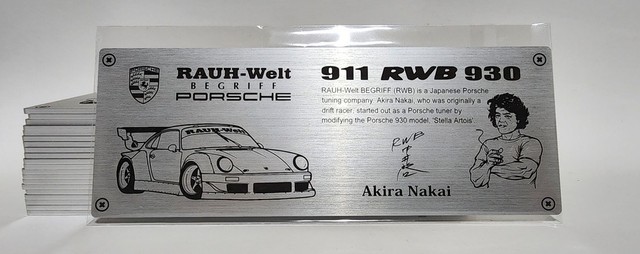 RAUH-Welt
BEGRIFF
PORSCHE
911 RWB 930
RAUH-Welt BEGRIFF (RWB) is a Japanese Porsche
tuning company. Akira Nakai, who was originally a
drift racer, started out as a Porsche tuner by
modifying the Porsche 930 model, 'Stella Artois'
RAUH-Welt
RWB
Akira Nakai